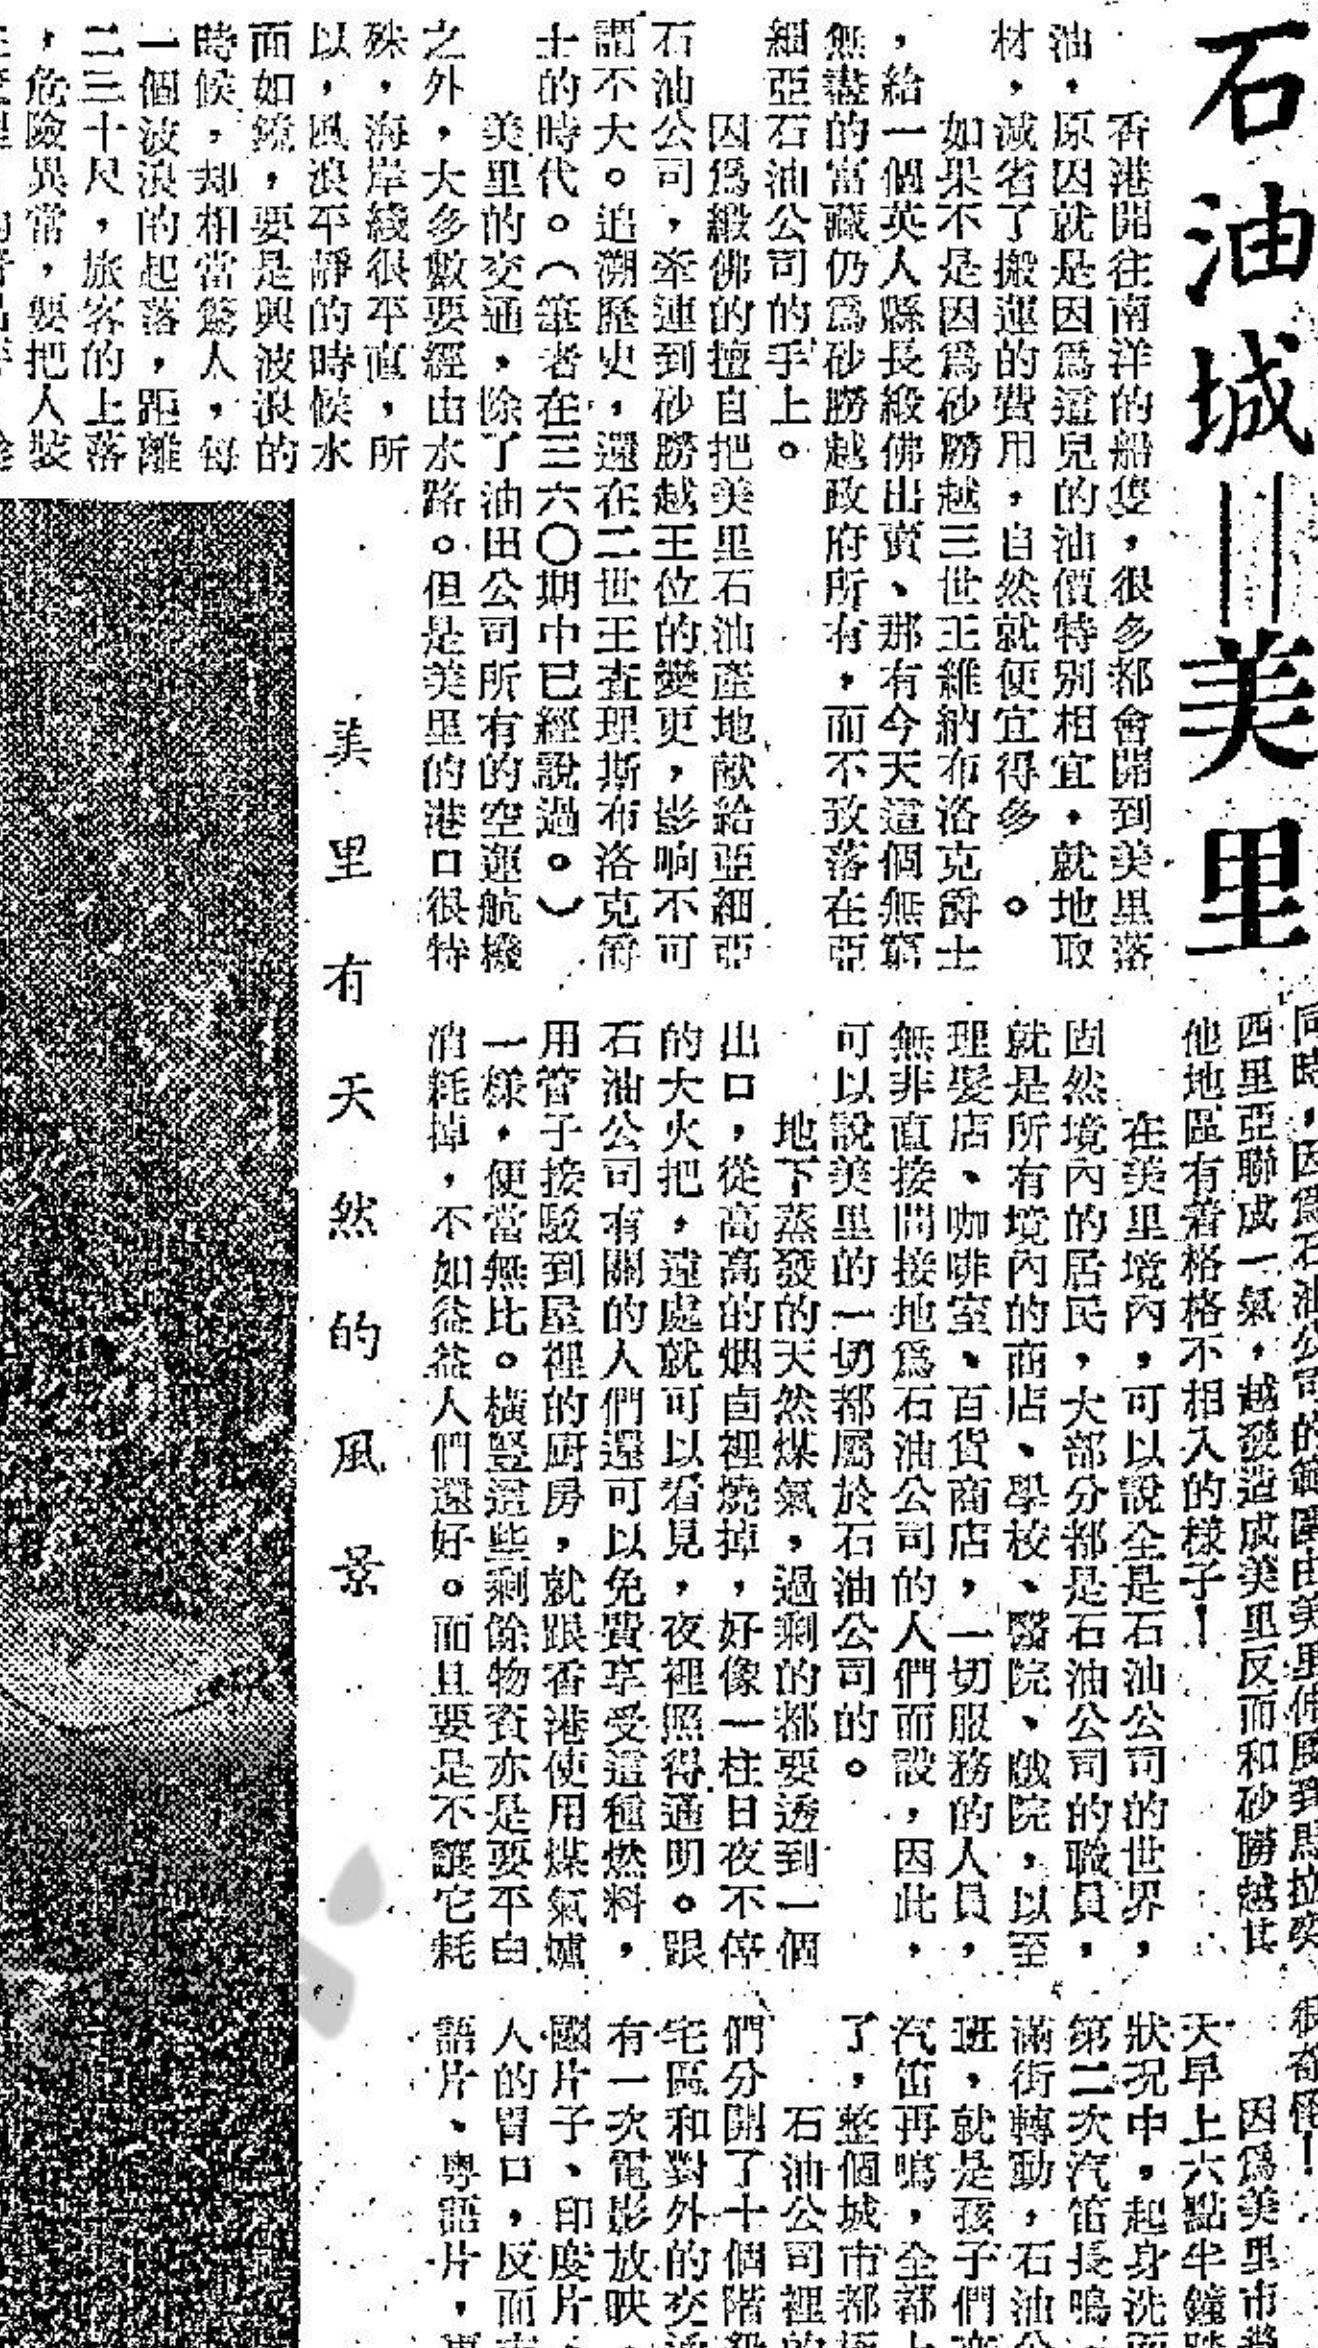 石油城＝美里
香港開往南洋的船隻，很多都會開到美里落
油，原因就是因爲這兒的油價特別相宜，就地取
材，減省了搬運的費用，自然就便宜得多。
如果不是因爲砂勝越三世王維納布洛克爵士
，給一個英人縣長緞佛出賣、那有今天這個無窮
無盡的富藏仍爲砂勝越政府所有，而不致落在亞
細亞石油公司的手上。
因爲緞佛的擅自把美里石油產地献給亞細亞
石油公司，牽連到砂勝越王位的變更，影响不可
謂不大。追溯歷史，還在二世王查理斯布洛克爵
士的時代。（筆者在三六〇期中已經說過。）
美里的交通，除了油田公司所有的空運航機
之外，大多數要經由水路。但是美里的港口很特
殊，海岸綫很平直，所
以，風浪平靜的時候水
面如鏡，要是興波浪的
時候，却相當驚人，每
一個波浪的起落，距離
二三十尺，旅客的上落
，危險異常，要把人裝
美里有天然的風景
同時，因爲石油公司的範圍由美里伸展到馬拉奕
西里亞聯成一氣，越發造成美里反而和砂勝越其
他地區有着格格不相入的樣子！
在美里境內，可以說全是石油公司的世界，
固然境內的居民，大部分都是石油公司的職員，
就是所有境內的商店、學校、醫院、戲院，以至
理髮店、咖啡室、百貨商店，一切服務的人員，
無非直接間接地爲石油公司的人們而設，因此，
可以說美里的一切都屬於石油公司的。
地下蒸發的天然煤氣，過剩的都要透到一個
出口，從高高的烟囱裡燒掉，好像一柱日夜不停
的大火把，遠處就可以看見，夜裡照得通明。跟
石油公司有關的人們還可以免費享受這種燃料，
用管子接駁到屋裡的厨房，就跟香港使用煤氣爐
一樣，便當無比。橫豎這些剩餘物資亦是要平白
消耗掉，不如益益人們還好。而且要是不讓它耗
很奇怪！
因爲美里市
天早上六點半鐘
狀况中，起身洗
第二次汽笛長鳴
滿街轉動，石油
班，就是孩子們
汽笛再鳴，全都
了，整個城市都
石油公司裡
們分開了十個階
宅區和對外的交
有一次電影放映
國片子、印度片
人的胃口，反而
語片、粤語片，